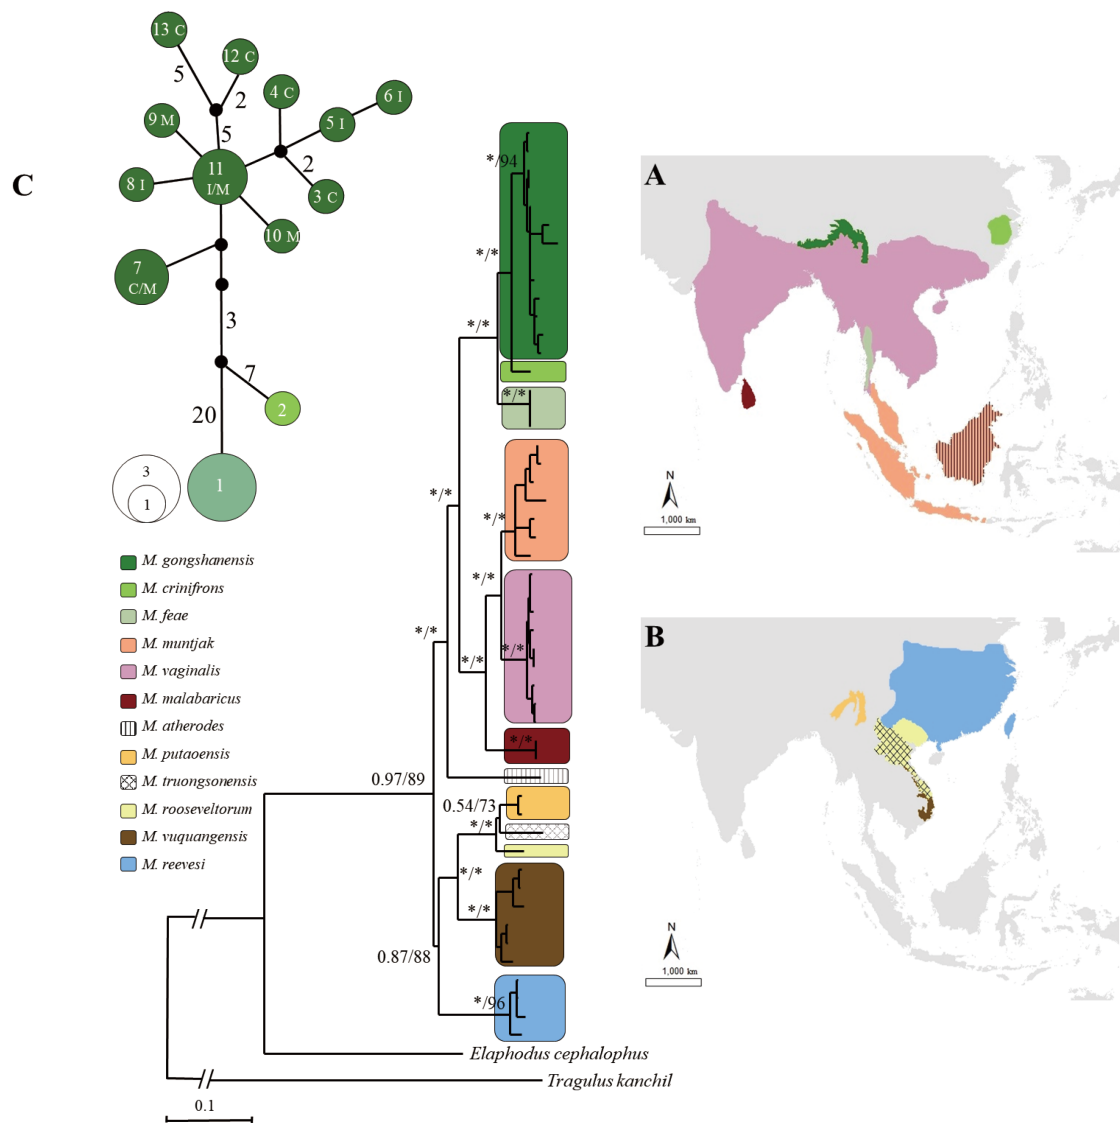 C
13 C
12 C
5
2
4 C
6 I
9 M
5
5 I
11
I/M
2
8 I
3 C
10 M
7
C/M
3
7
20
2
1
3
1
M. gongshanensis
M. crinifrons
M. feae
M. muntjak
M. vaginalis
M. malabaricus
M. atherodes
M. putaoensis
M. truongsonensis
M. rooseveltorum
M. vuquangensis
M. reevesi
*/94
*/*
*/*
*/*
*/*
*/*
*/*
*/*
*/*
*/*
*/*
0.97/89
0.54/73
*/*
*/*
*/*
0.87/88
*/96
Elaphodus cephalophus
Tragulus kanchil
0.1
A
N
1,000 km
B
N
1,000 km